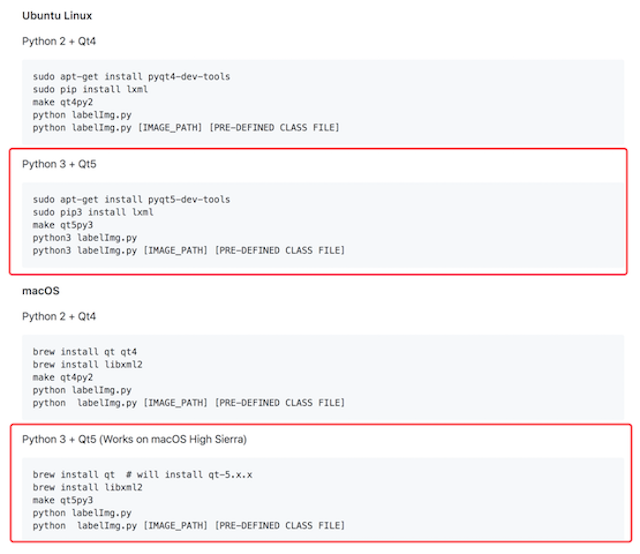 Ubuntu Linux
Python 2 + Qt4
sudo apt-get install pyqt4-dev-tools
sudo pip install lxml
make qt4py2
python labelImg.py
python labelImg.py [IMAGE_PATH] [PRE-DEFINED CLASS FILE]
Python 3 + Qt5
sudo apt-get install pyqt5-dev-tools
sudo pip3 install lxml
make qt5py3
python3 labelImg.py
python3 labelImg.py [IMAGE_PATH] [PRE-DEFINED CLASS FILE]
macOS
Python 2 + Qt4
brew install qt qt4
brew install libxml2
make qt4py2
python labelImg.py
python  labelImg.py [IMAGE_PATH] [PRE-DEFINED CLASS FILE]
Python 3 + Qt5 (Works on macOS High Sierra)
brew install qt  # will install qt-5.x.x
brew install libxml2
make qt5py3
python labelImg.py
python  labelImg.py [IMAGE_PATH] [PRE-DEFINED CLASS FILE]